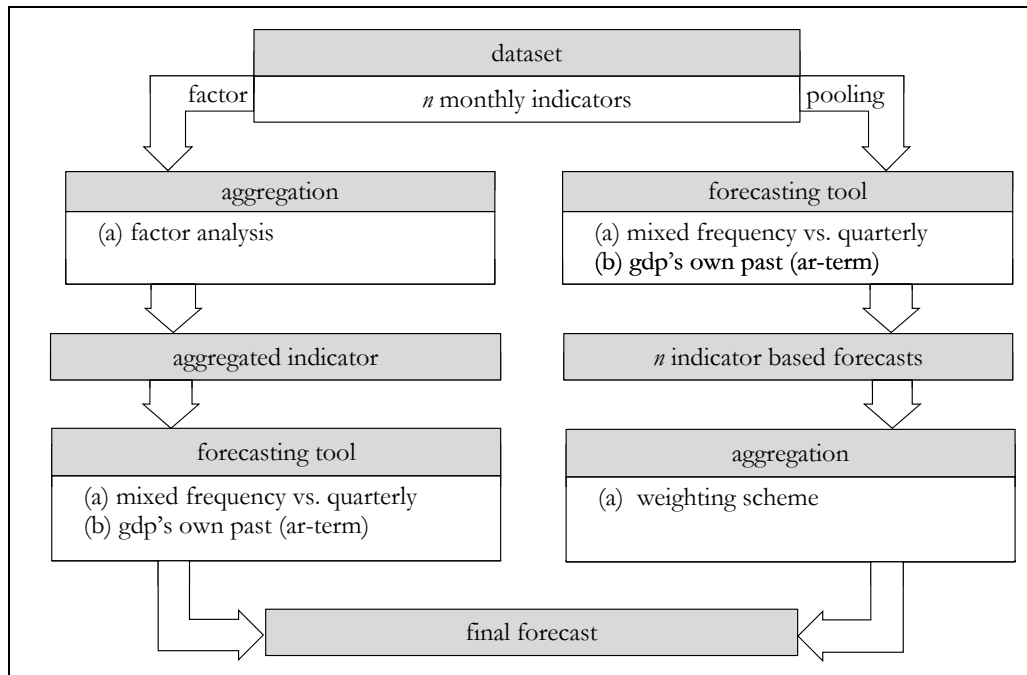 dataset
n monthly indicators
factor
pooling
aggregation
(a) factor analysis
aggregated indicator
forecasting tool
(a) mixed frequency vs. quarterly
(b) gdp's own past (ar-term)
forecasting tool
(a) mixed frequency vs. quarterly
(b) gdp's own past (ar-term)
n indicator based forecasts
aggregation
(a) weighting scheme
final forecast